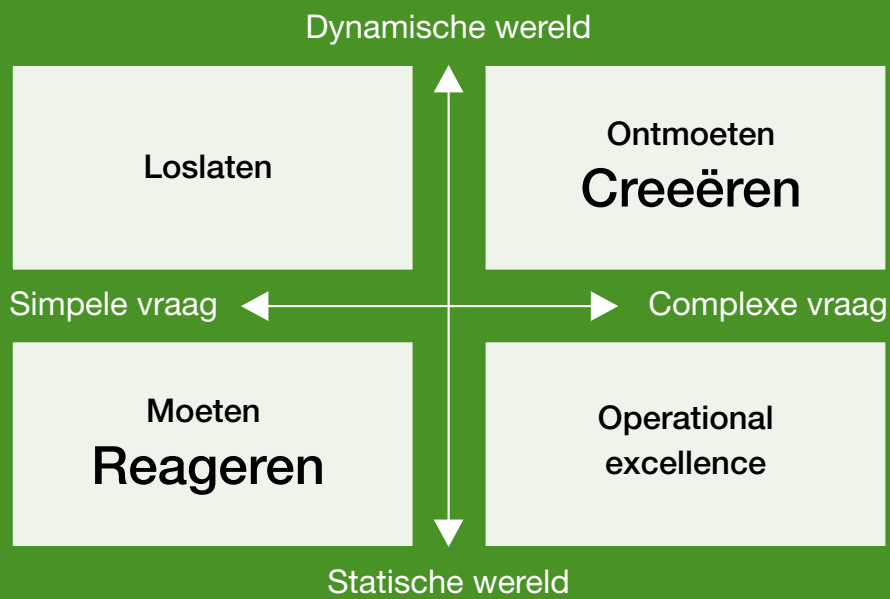 Dynamische wereld
Loslaten
Ontmoeten
Creeëren
Simpele vraag
Complexe vraag
Moeten
Reageren
Operational
excellence
Statische wereld